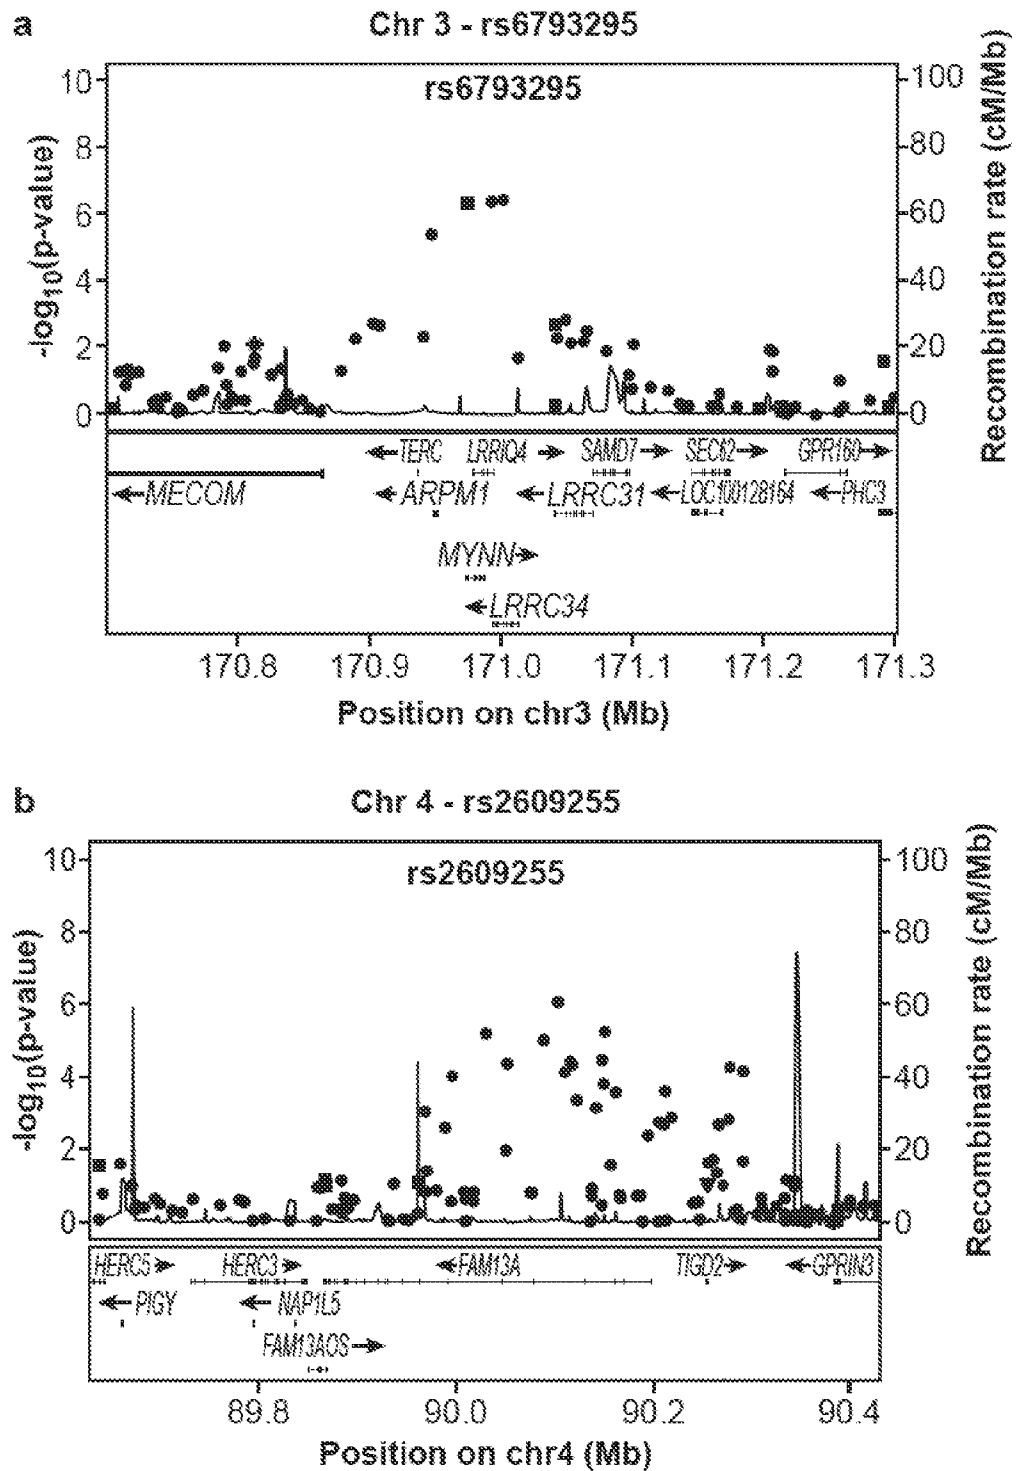 a
Chr 3 - rs6793295
rs6793295
10
8
6
4
2
0
-log10(p-value)
100
80
60
40
20
0
Recombination rate (cM/Mb)
TERC LRRIQ4 SAMD7 SEC62 GPR160
MECOM ARPM1 LRRC31 LOC100128164 PHC3
MYNN
LRRC34
170.8 170.9 171.0 171.1 171.2 171.3
Position on chr3 (Mb)
b
Chr 4 - rs2609255
rs2609255
10
8
6
4
2
0
-log10(p-value)
100
80
60
40
20
0
Recombination rate (cM/Mb)
HERC5 HERC3 FAM13A TIGD2 GPRIN3
PIGY NAP1L5
FAM13AOS
89.8 90.0 90.2 90.4
Position on chr4 (Mb)